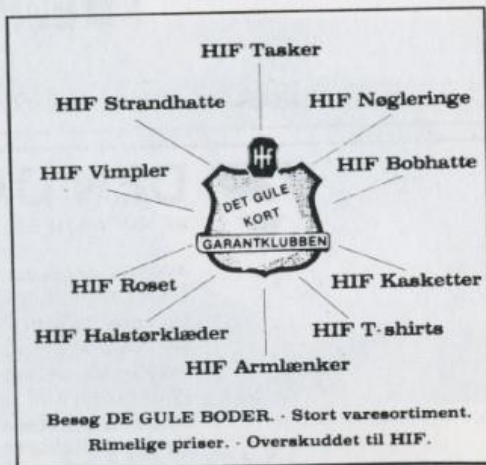 HIF Tasker
HIF Strandhatte
HIF Nøgleringe
HIF Vimpler
HIF Bobhatte
HIF
DET GULE
KORT
GARANTKLUBBEN
HIF Roset
HIF Kasketter
HIF Halstørklæder
HIF T-shirts
HIF Armlænker
Besøg DE GULE BODER. - Stort varesortiment.
Rimelige priser. - Overskuddet til HIF.